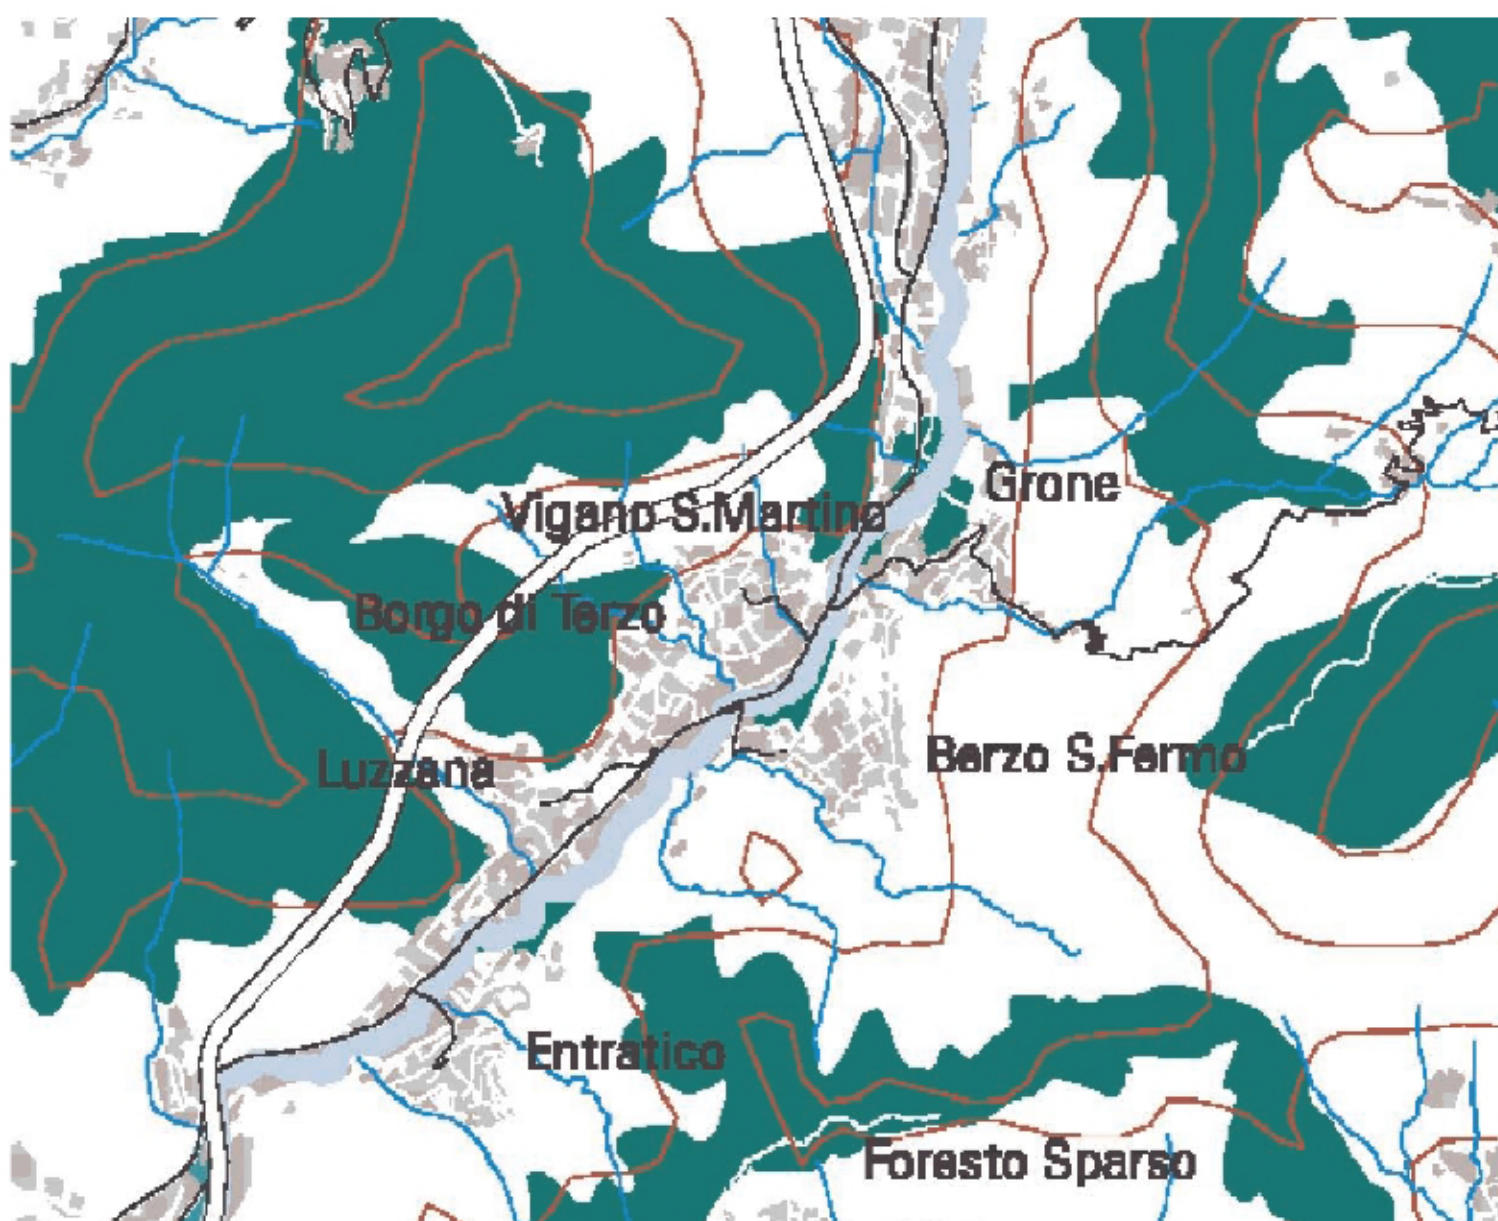 Grone
Vigano S.Martino
Borgo di Terzo
Berzo S.Fermo
Luzzana
Entratico
Foresto Sparso